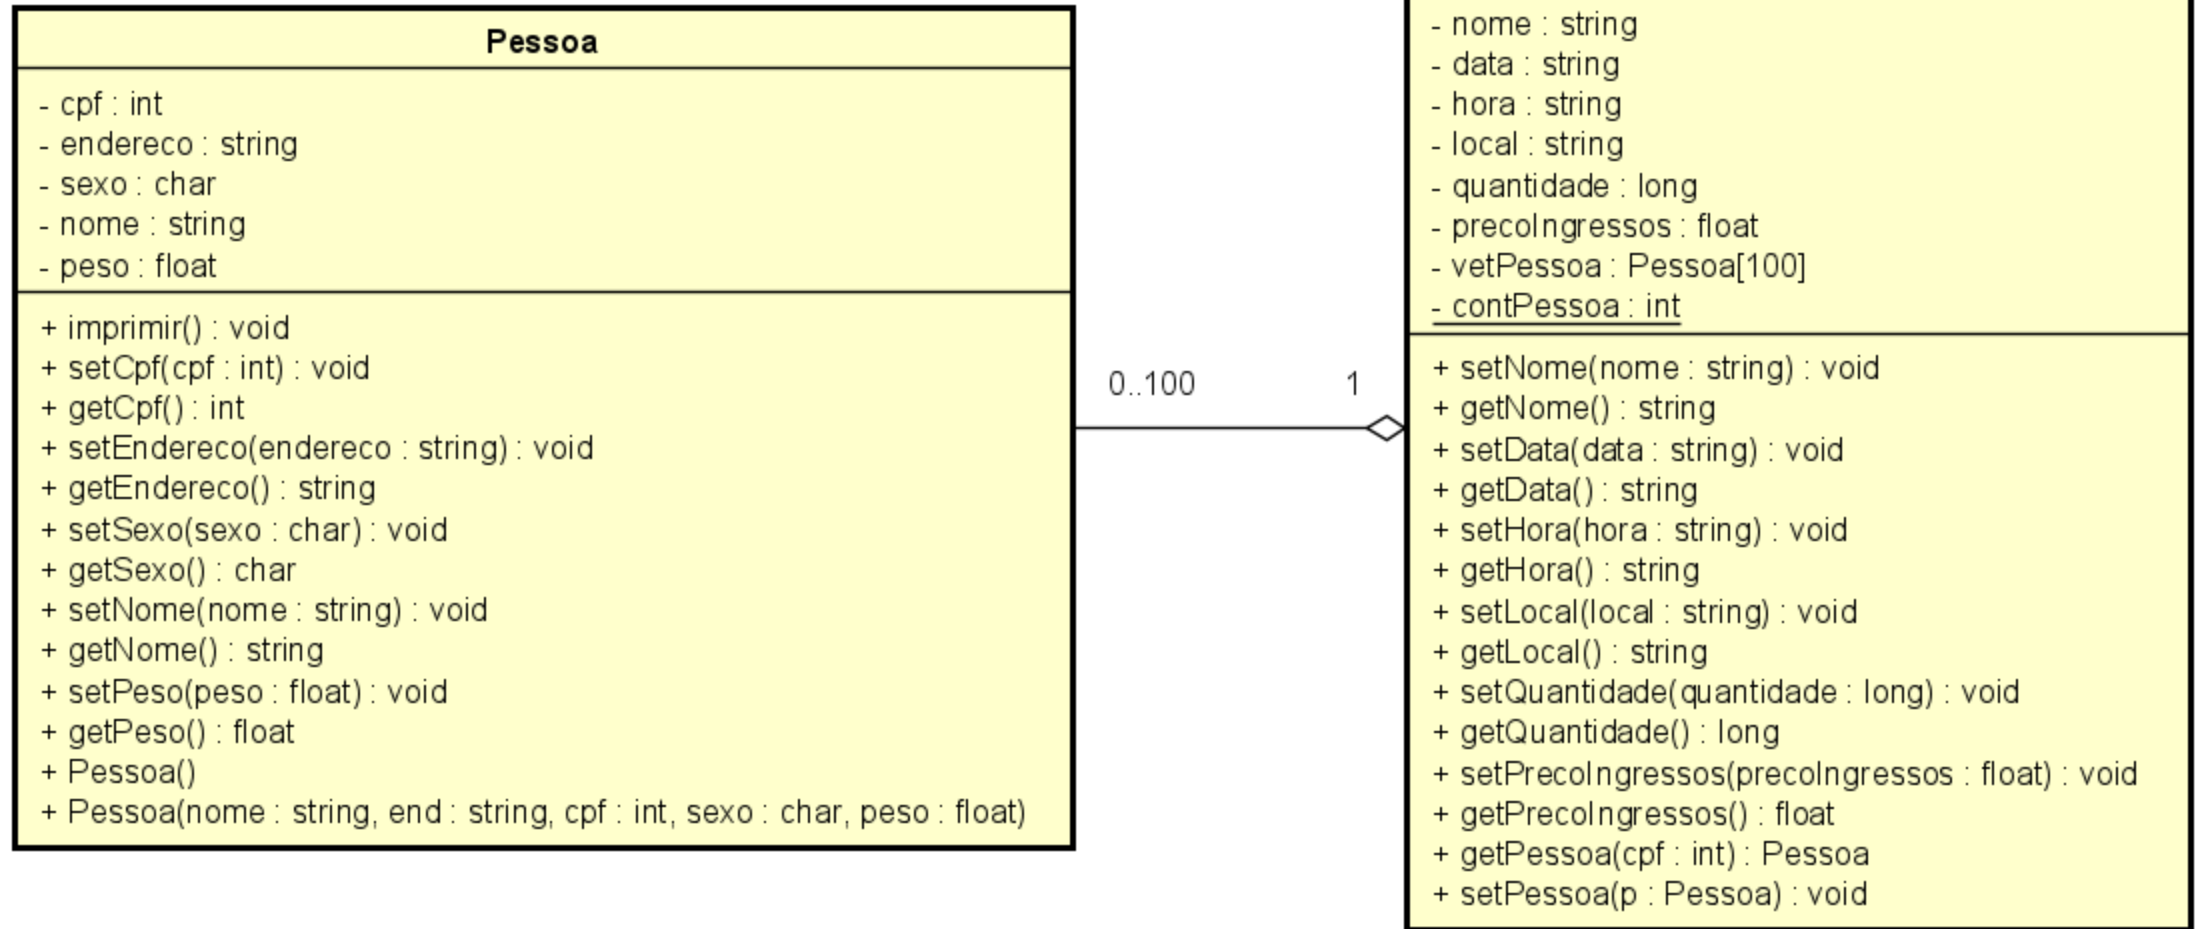 Pessoa
- cpf : int
- endereco : string
- sexo : char
- nome : string
- peso : float
+ imprimir() : void
+ setCpf(cpf : int) : void
+ getCpf() : int
+ setEndereco(endereco : string) : void
+ getEndereco() : string
+ setSexo(sexo : char) : void
+ getSexo() : char
+ setNome(nome : string) : void
+ getNome() : string
+ setPeso(peso : float) : void
+ getPeso() : float
+ Pessoa()
+ Pessoa(nome : string, end : string, cpf : int, sexo : char, peso : float)
0..100 1
- nome : string
- data : string
- hora : string
- local : string
- quantidade : long
- precoIngressos : float
- vetPessoa : Pessoa[100]
- contPessoa : int
+ setNome(nome : string) : void
+ getNome() : string
+ setData(data : string) : void
+ getData() : string
+ setHora(hora : string) : void
+ getHora() : string
+ setLocal(local : string) : void
+ getLocal() : string
+ setQuantidade(quantidade : long) : void
+ getQuantidade() : long
+ setPrecoIngressos(precoIngressos : float) : void
+ getPrecoIngressos() : float
+ getPessoa(cpf : int) : Pessoa
+ setPessoa(p : Pessoa) : void